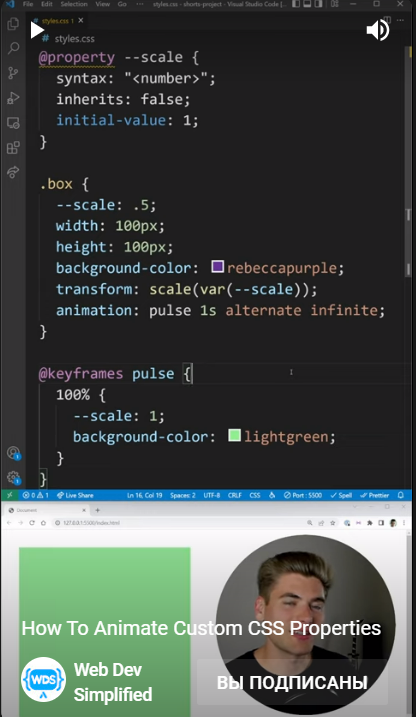 File Edit Selection View Go ... styles.css - shorts-project - Visual Studio Code
styles.css 1
# styles.css
@property --scale {
syntax: "<number>";
inherits: false;
initial-value: 1;
}
.box {
--scale: .5;
width: 100px;
height: 100px;
background-color: rebeccapurple;
transform: scale(var(--scale));
animation: pulse 1s alternate infinite;
}
@keyframes pulse {
100% {
--scale: 1;
background-color: lightgreen;
}
}
0 1 Live Share Ln 16, Col 19 Spaces: 2 UTF-8 CRLF CSS Port : 5500 Spell Prettier
Document
127.0.0.1:5500/index.html
How To Animate Custom CSS Properties
WDS
Web Dev
Simplified
ВЫ ПОДПИСАНЫ